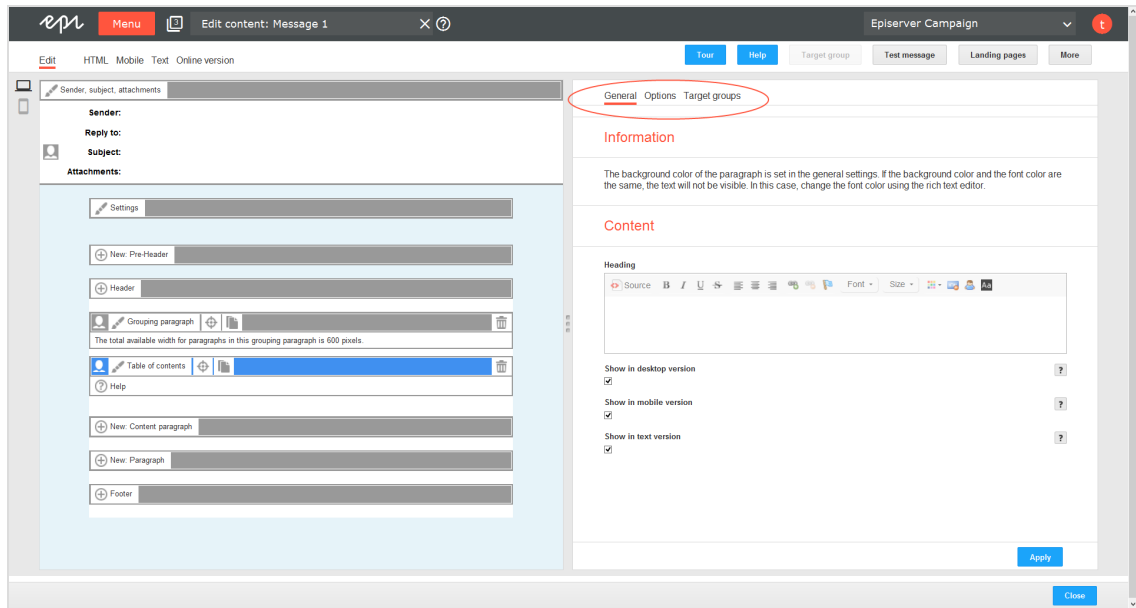 epi Menu 3 Edit content: Message 1 Episerver Campaign t
Edit HTML Mobile Text Online version Tour Help Target group Test message Landing pages More
Sender, subject, attachments
Sender:
Reply to:
Subject:
Attachments:
Settings
New: Pre-Header
Header
Grouping paragraph
The total available width for paragraphs in this grouping paragraph is 600 pixels.
Table of contents
? Help
New: Content paragraph
New: Paragraph
Footer
General Options Target groups
Information
The background color of the paragraph is set in the general settings. If the background color and the font color are
the same, the text will not be visible. In this case, change the font color using the rich text editor.
Content
Heading
Source B I U S Font Size Aa
Show in desktop version ?
Show in mobile version ?
Show in text version ?
Apply
Close